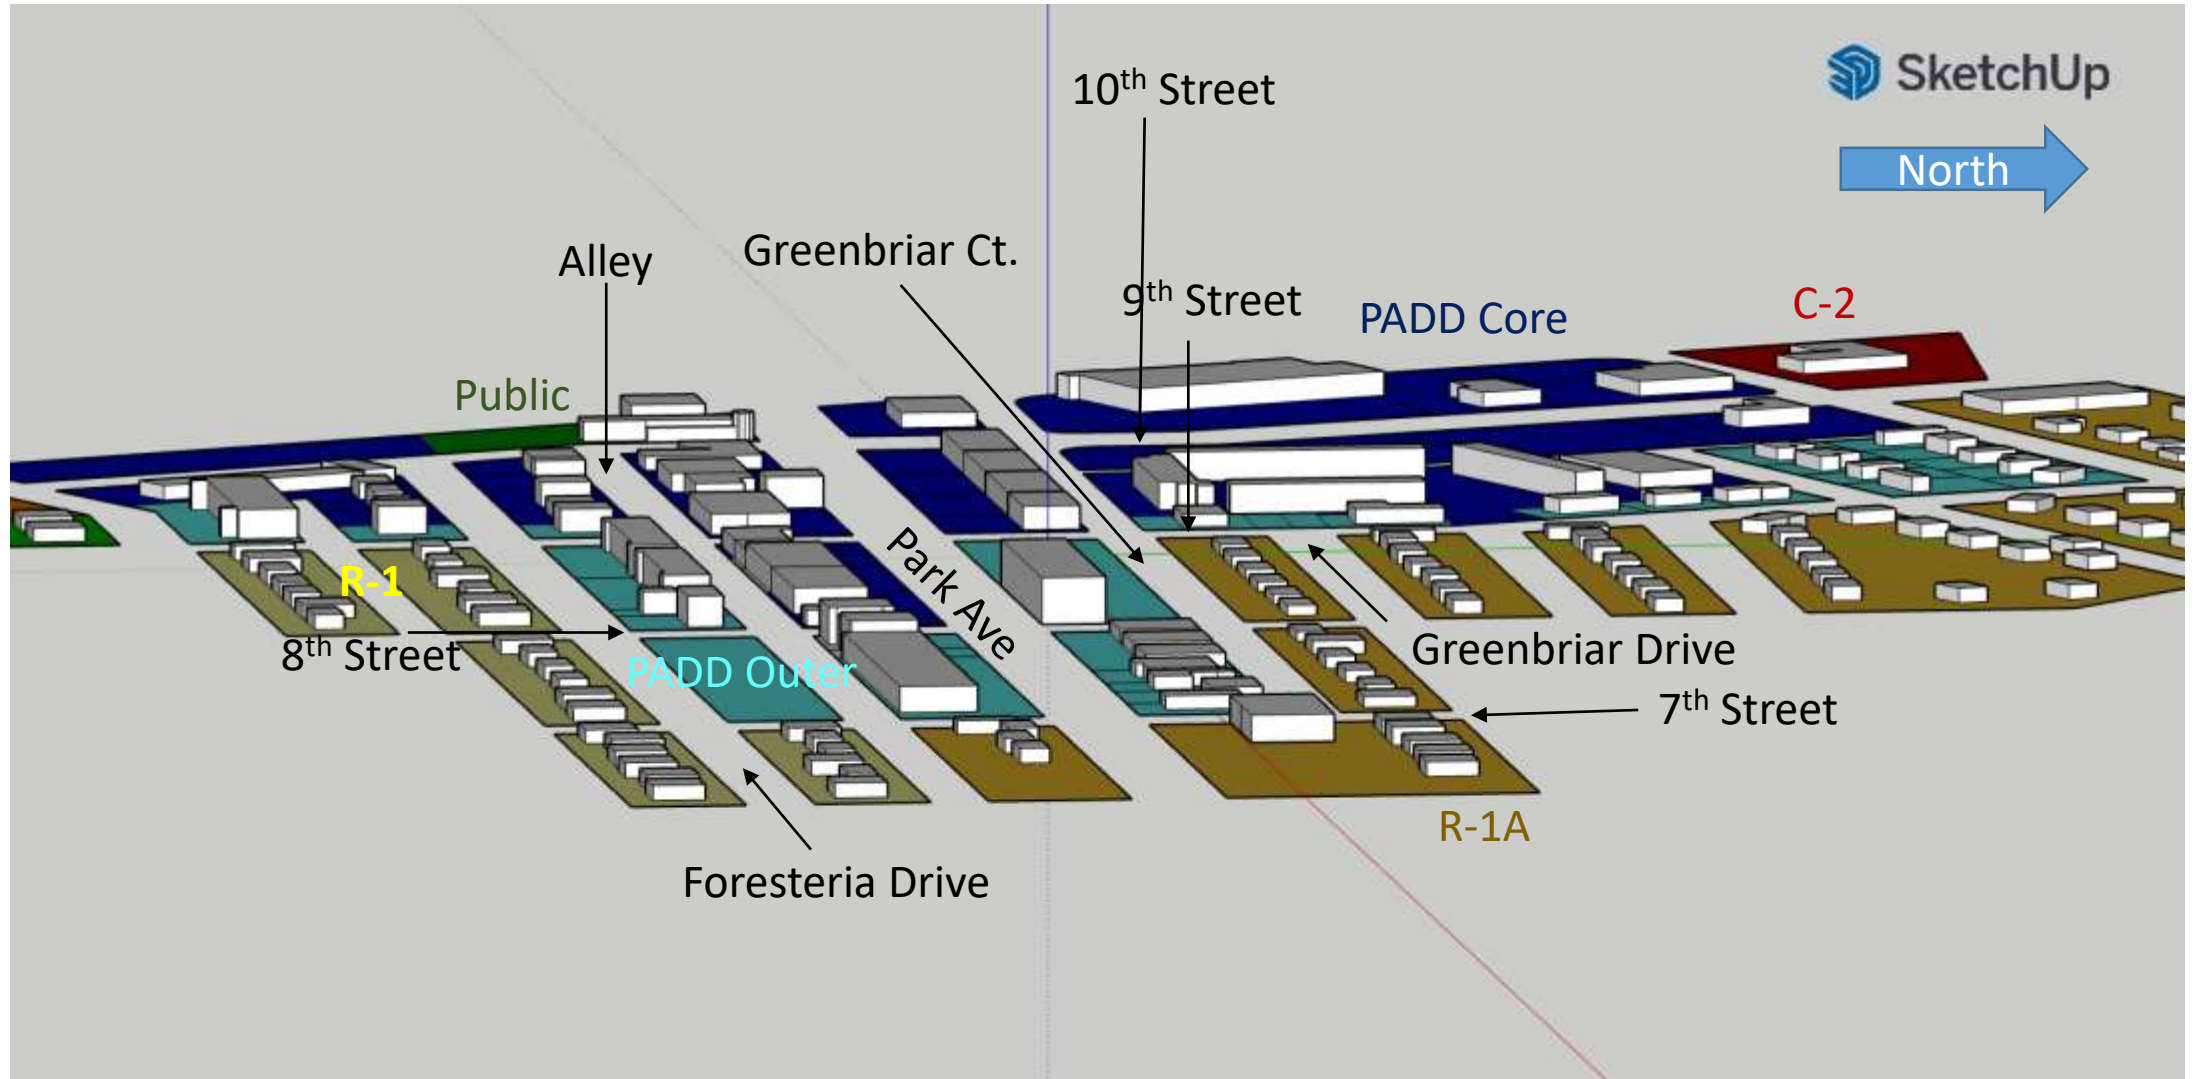 SketchUp
10th Street
North
Greenbriar Ct.
Alley
9th Street
C-2
PADD Core
Public
R-1
Park Ave
8th Street
PADD Outer
Greenbriar Drive
7th Street
R-1A
Foresteria Drive